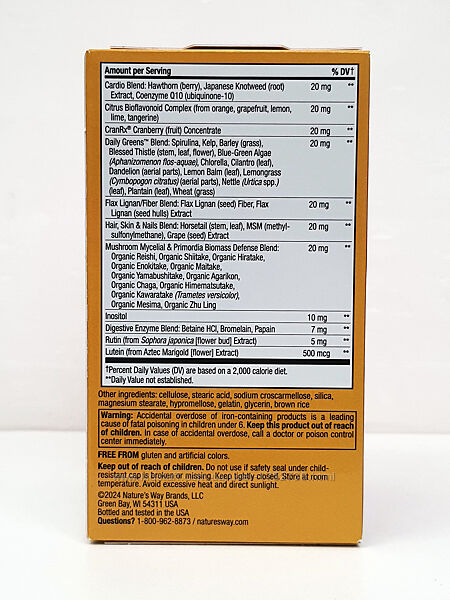 Amount per Serving % DV†
Cardio Blend: Hawthorn (berry), Japanese Knotweed (root) 20 mg **
Extract, Coenzyme Q10 (ubiquinone-10)
Citrus Bioflavonoid Complex (from orange, grapefruit, lemon, 20 mg **
lime, tangerine)
CranRx® Cranberry (fruit) Concentrate 20 mg **
Daily Greens™ Blend: Spirulina, Kelp, Barley (grass), 20 mg **
Blessed Thistle (stem, leaf, flower), Blue-Green Algae
(Aphanizomenon flos-aquae), Chlorella, Cilantro (leaf),
Dandelion (aerial parts), Lemon Balm (leaf), Lemongrass
(Cymbopogon citratus) (aerial parts), Nettle (Urtica spp.)
(leaf), Plantain (leaf), Wheat (grass)
Flax Lignan/Fiber Blend: Flax Lignan (seed) Fiber, Flax 20 mg **
Lignan (seed hulls) Extract
Hair, Skin & Nails Blend: Horsetail (stem, leaf), MSM (methyl- 20 mg **
sulfonylmethane), Grape (seed) Extract
Mushroom Mycelial & Primordia Biomass Defense Blend: 20 mg **
Organic Reishi, Organic Shiitake, Organic Hiratake,
Organic Enokitake, Organic Maitake,
Organic Yamabushitake, Organic Agarikon,
Organic Chaga, Organic Himematsutake,
Organic Kawaratake (Trametes versicolor),
Organic Mesima, Organic Zhu Ling
Inositol 10 mg **
Digestive Enzyme Blend: Betaine HCl, Bromelain, Papain 7 mg **
Rutin (from Sophora japonica [flower bud] Extract) 5 mg **
Lutein (from Aztec Marigold [flower] Extract) 500 mcg **
†Percent Daily Values (DV) are based on a 2,000 calorie diet.
**Daily Value not established.
Other ingredients: cellulose, stearic acid, sodium croscarmellose, silica,
magnesium stearate, hypromellose, gelatin, glycerin, brown rice
Warning: Accidental overdose of iron-containing products is a leading
cause of fatal poisoning in children under 6. Keep this product out of reach
of children. In case of accidental overdose, call a doctor or poison control
center immediately.
FREE FROM gluten and artificial colors.
Keep out of reach of children. Do not use if safety seal under child-
resistant cap is broken or missing. Keep tightly closed. Store at room
temperature. Avoid excessive heat and direct sunlight.
©2024 Nature's Way Brands, LLC
Green Bay, WI 54311 USA
Bottled and tested in the USA
Questions? 1-800-962-8873 / naturesway.com